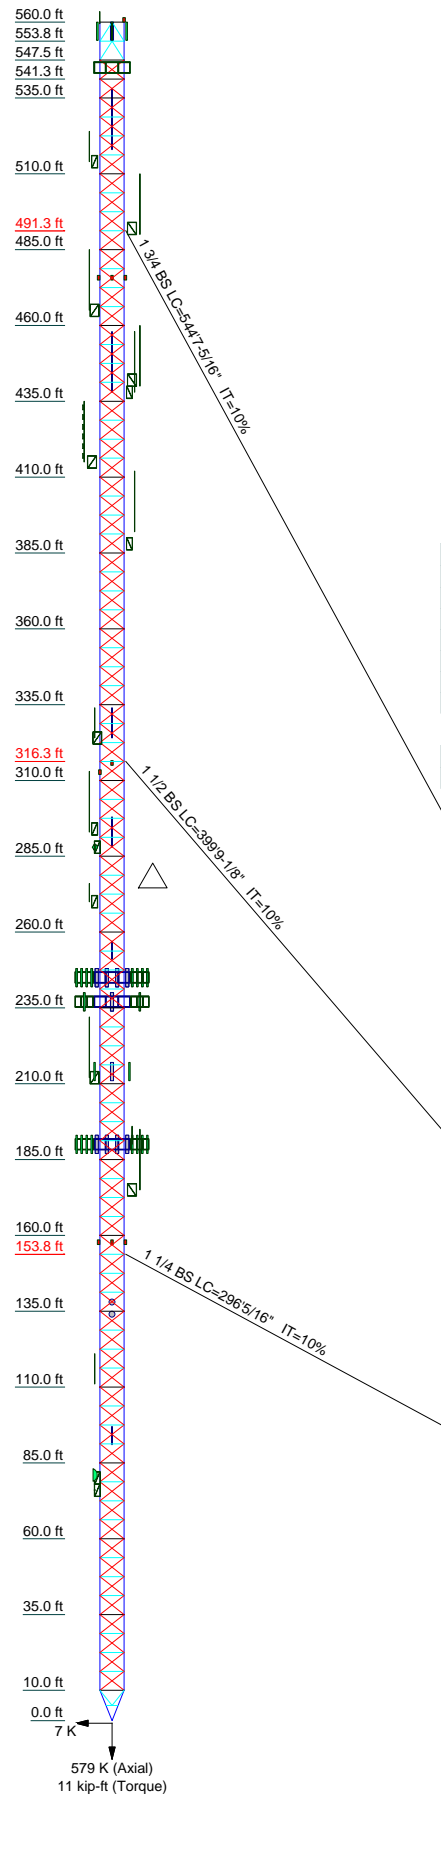 560.0 ft
553.8 ft
547.5 ft
541.3 ft
535.0 ft
510.0 ft
491.3 ft
485.0 ft
1 3/4 BS LC=544'7-5/16" IT=10%
460.0 ft
435.0 ft
410.0 ft
385.0 ft
360.0 ft
335.0 ft
316.3 ft
310.0 ft
1 1/2 BS LC=399'9-1/8" IT=10%
285.0 ft
260.0 ft
235.0 ft
210.0 ft
185.0 ft
160.0 ft
153.8 ft
1 1/4 BS LC=296'5/16" IT=10%
135.0 ft
110.0 ft
85.0 ft
60.0 ft
35.0 ft
10.0 ft
0.0 ft
7 K
579 K (Axial)
11 kip-ft (Torque)